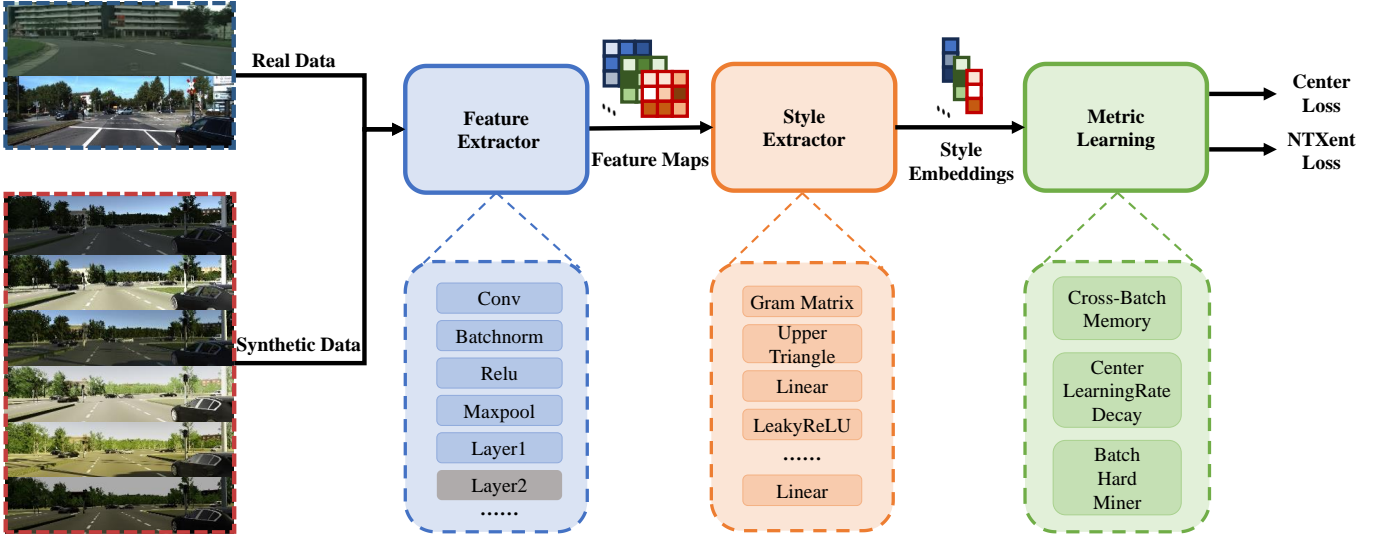 Real Data
Synthetic Data
Feature
Extractor
Feature Maps
Style
Extractor
Style
Embeddings
Metric
Learning
Center
Loss
NTXent
Loss
Conv
Batchnorm
Relu
Maxpool
Layer1
Layer2
......
Gram Matrix
Upper
Triangle
Linear
LeakyReLU
......
Linear
Cross-Batch
Memory
Center
LearningRate
Decay
Batch
Hard
Miner